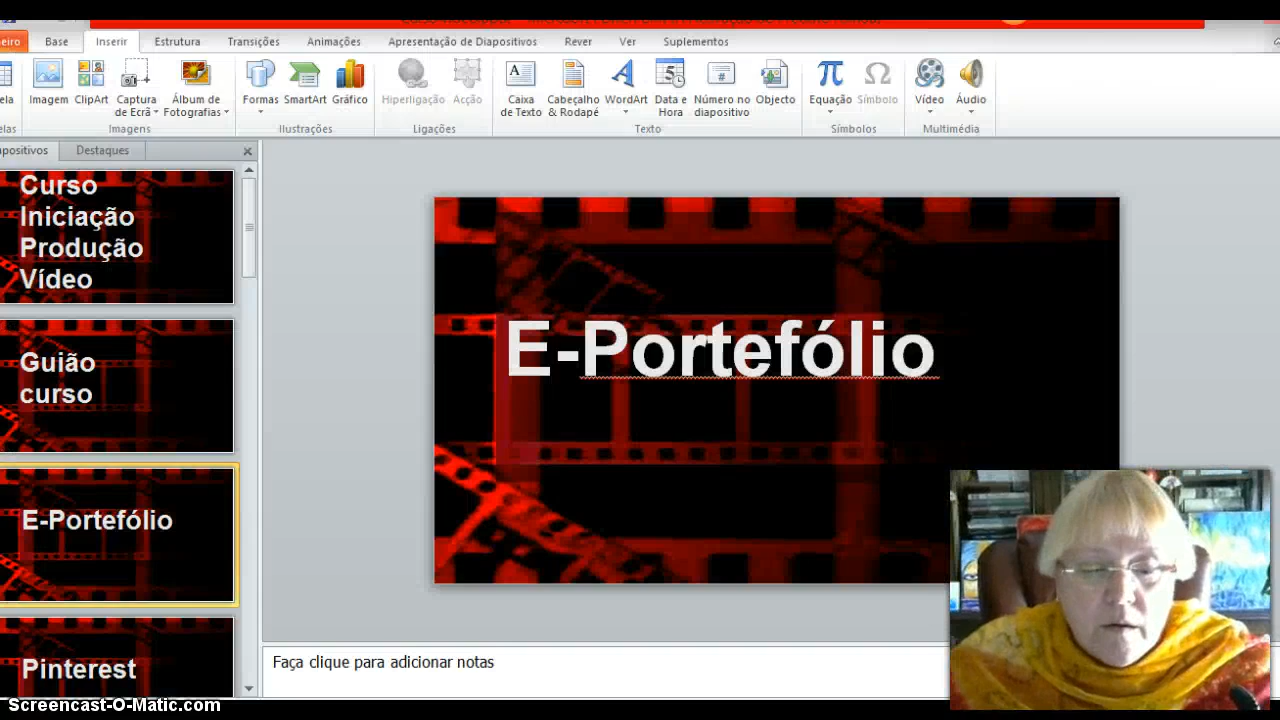 eiro Base Inserir Estrutura Transições Animações Apresentação de Diapositivos Rever Ver Suplementos
ela Imagem ClipArt Captura de Ecrã Álbum de Fotografias Formas SmartArt Gráfico Hiperligação Acção Caixa de Texto Cabeçalho & Rodapé WordArt Data e Hora Número no diapositivo Objecto Equação Símbolo Vídeo Áudio
elas Imagens Ilustrações Ligações Texto Símbolos Multimédia
positivos Destaques
Curso
Iniciação
Produção
Vídeo
Guião
curso
E-Portefólio
Pinterest
E-Portefólio
Faça clique para adicionar notas
Screencast-O-Matic.com